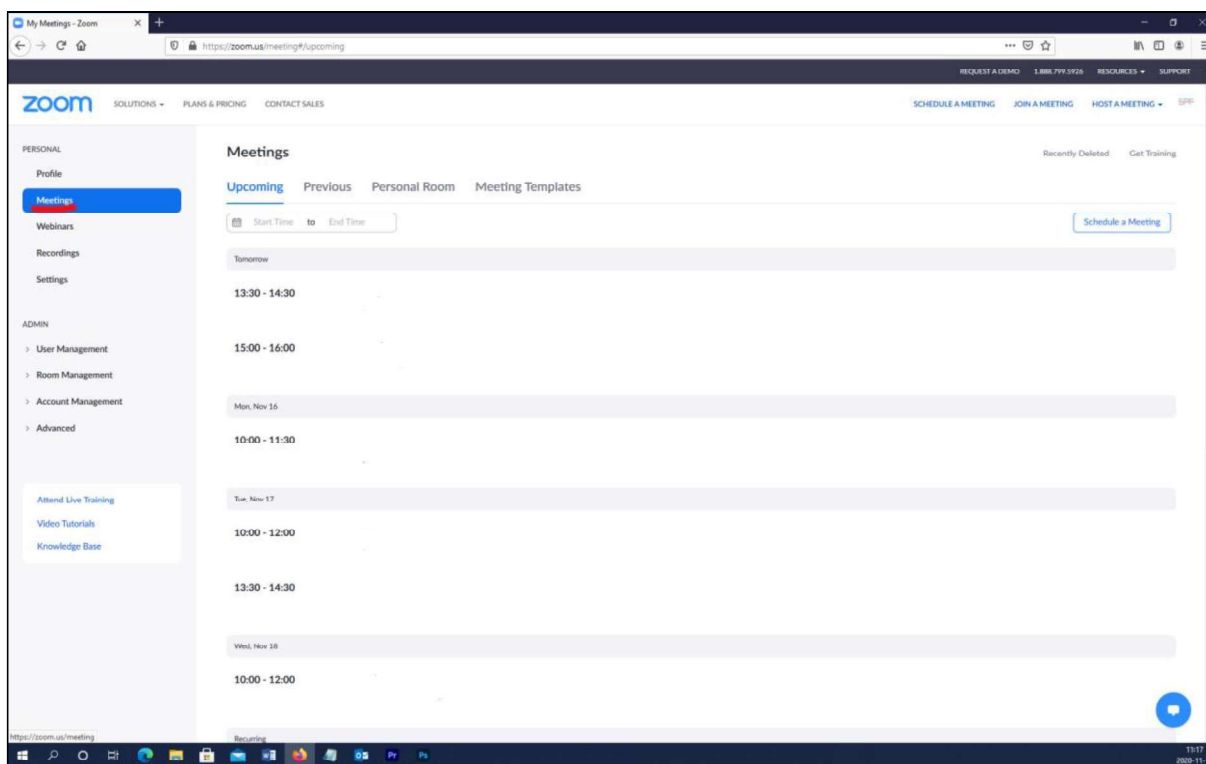 My Meetings - Zoom
https://zoom.us/meeting#/upcoming
REQUEST A DEMO 1.888.799.5926 RESOURCES SUPPORT
zoom SOLUTIONS PLANS & PRICING CONTACT SALES SCHEDULE A MEETING JOIN A MEETING HOST A MEETING
PERSONAL
Profile
Meetings
Webinars
Recordings
Settings
ADMIN
User Management
Room Management
Account Management
Advanced
Attend Live Training
Video Tutorials
Knowledge Base
Meetings
Recently Deleted Get Training
Upcoming Previous Personal Room Meeting Templates
Start Time to End Time
Schedule a Meeting
Tomorrow
13:30 - 14:30
15:00 - 16:00
Mon, Nov 16
10:00 - 11:30
Tue, Nov 17
10:00 - 12:00
13:30 - 14:30
Wed, Nov 18
10:00 - 12:00
Recurring
https://zoom.us/meeting
Pr Ps
11:17
2020-11-